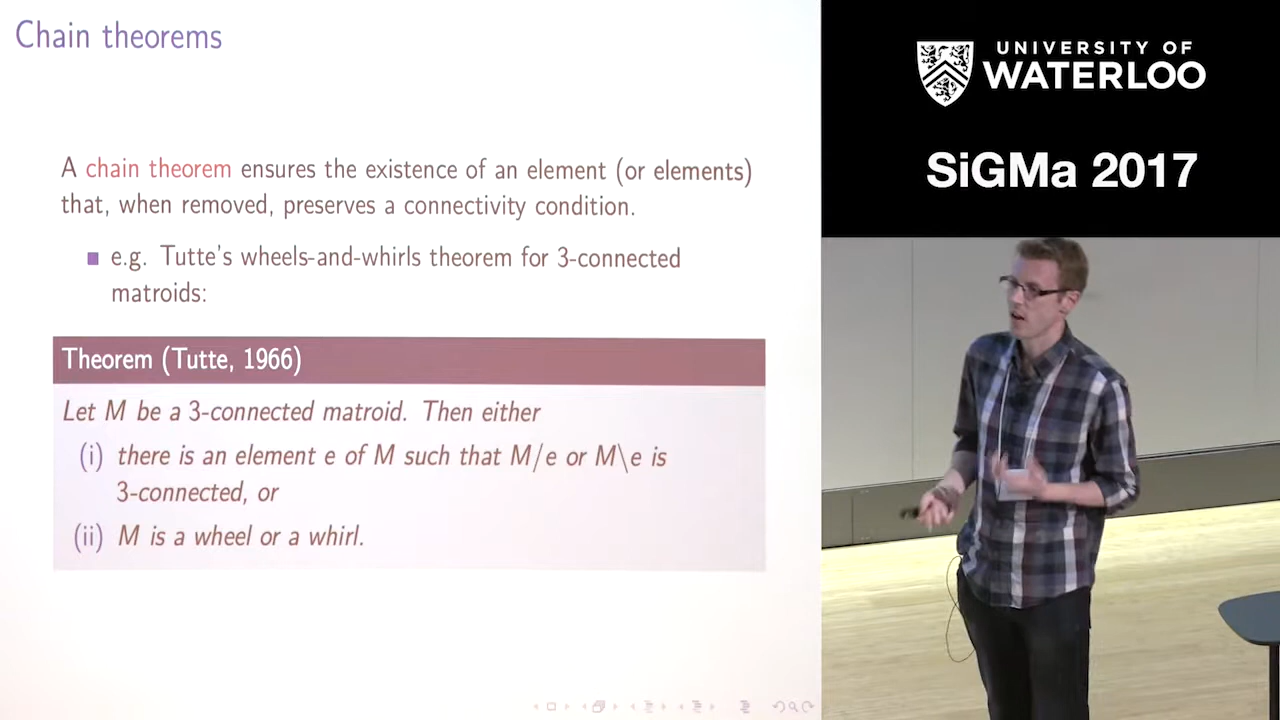 Chain theorems
A chain theorem ensures the existence of an element (or elements)
that, when removed, preserves a connectivity condition.
e.g. Tutte's wheels-and-whirls theorem for 3-connected
matroids:
Theorem (Tutte, 1966)
Let M be a 3-connected matroid. Then either
(i) there is an element e of M such that M/e or M\e is
3-connected, or
(ii) M is a wheel or a whirl.
UNIVERSITY OF
WATERLOO
SiGMa 2017